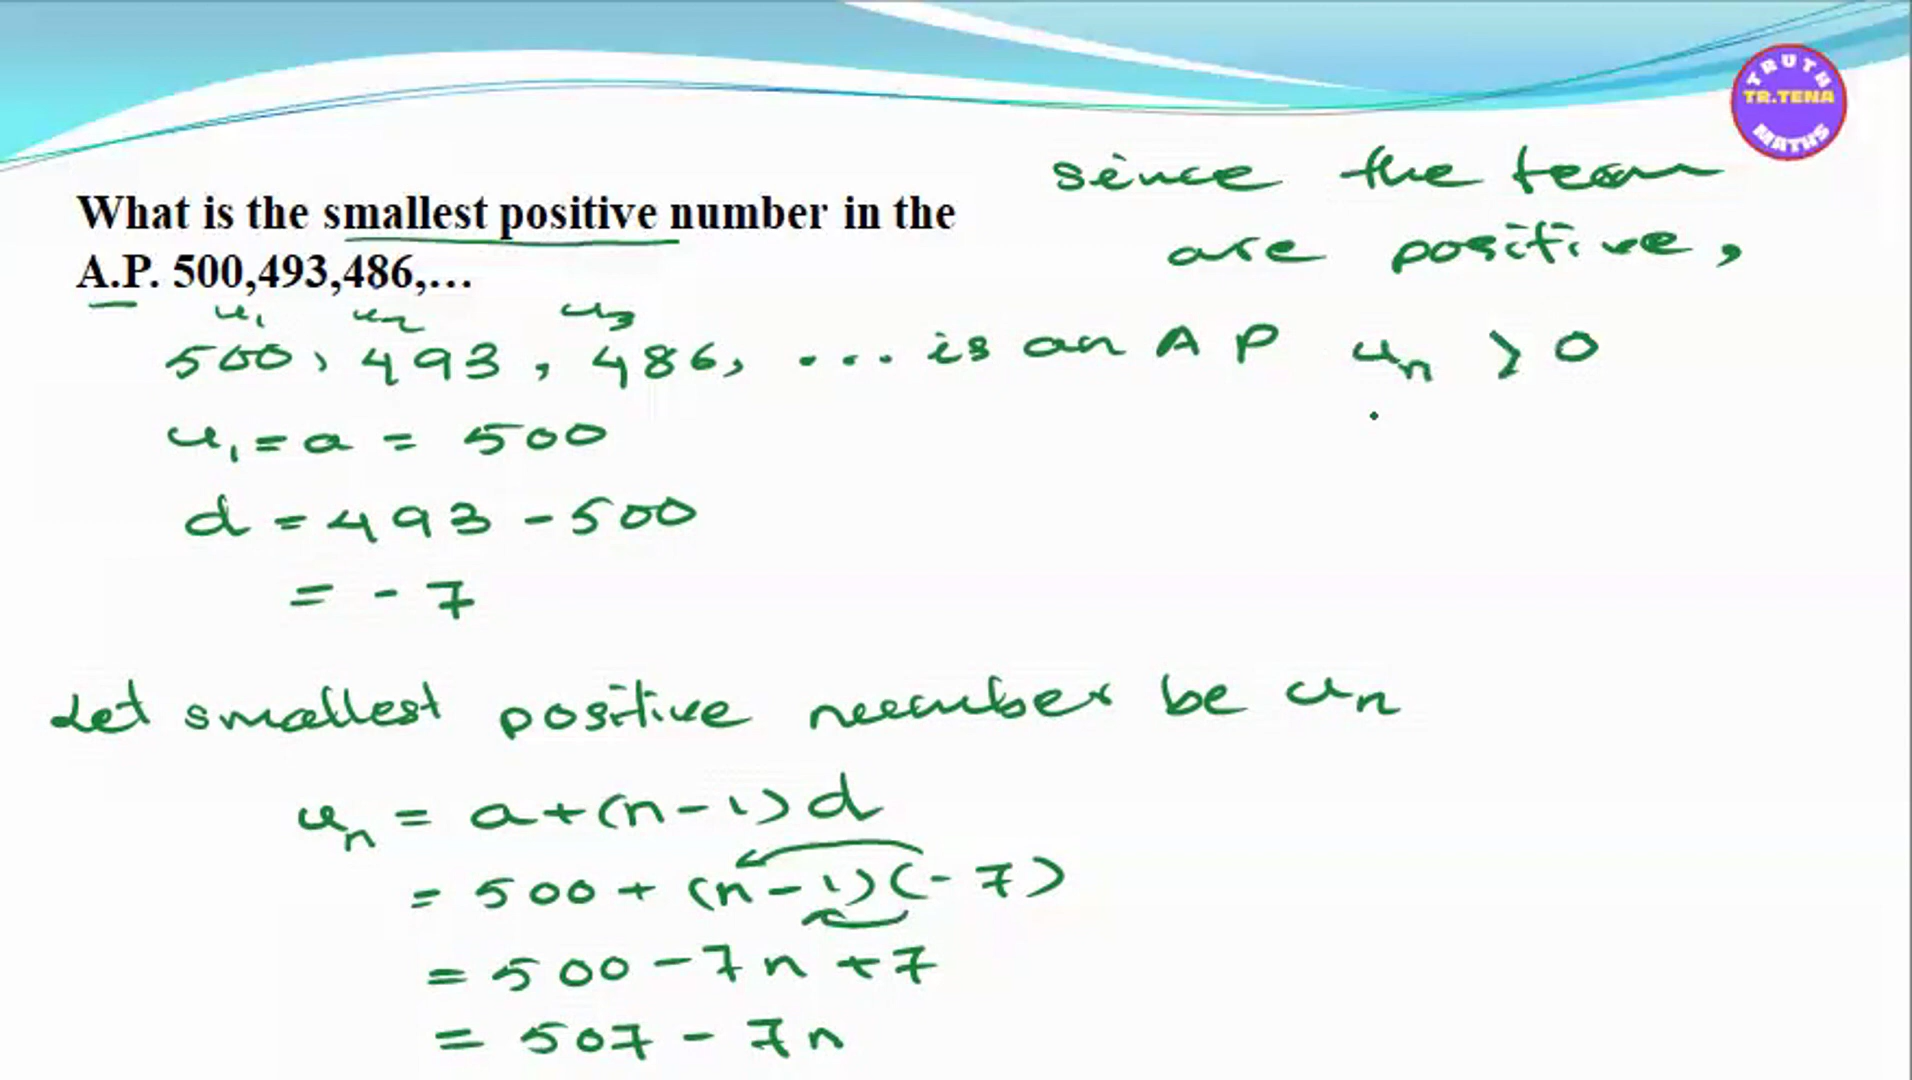 TRUTH
TR.TENA
MATHS
What is the smallest positive number in the
A.P. 500,493,486,...
u₁ u₂ u₃
500, 493, 486, ... is an AP
u₁ = a = 500
d = 493 - 500
= - 7
Let smallest positive number be uₙ
uₙ = a + (n - 1) d
= 500 + (n - 1) (- 7)
= 500 - 7n + 7
= 507 - 7n
since the team
are positive,
uₙ > 0